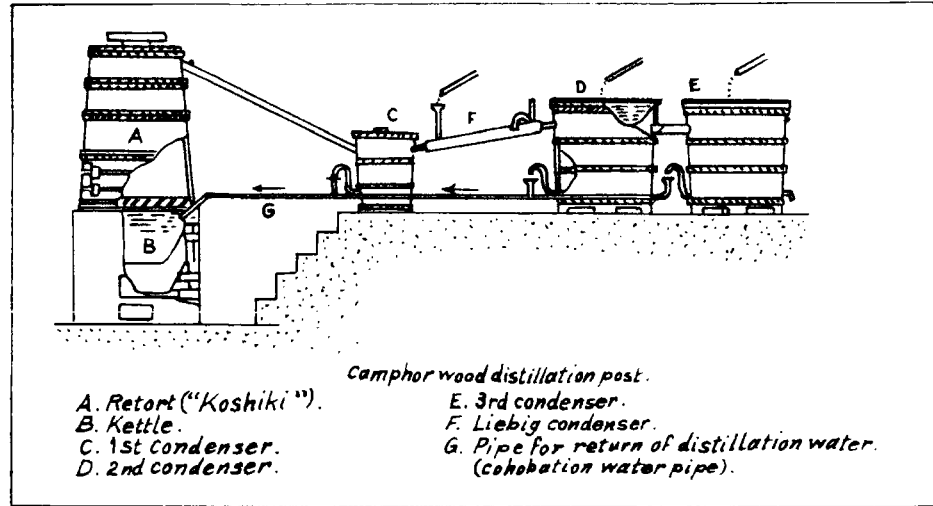 D
E
C
F
A
G
B
Camphor wood distillation post.
A. Retort ("Koshiki").
B. Kettle.
C. 1st Condenser.
D. 2nd condenser.
E. 3rd condenser.
F. Liebig condenser.
G. Pipe for return of distillation water.
(cohobation water pipe).